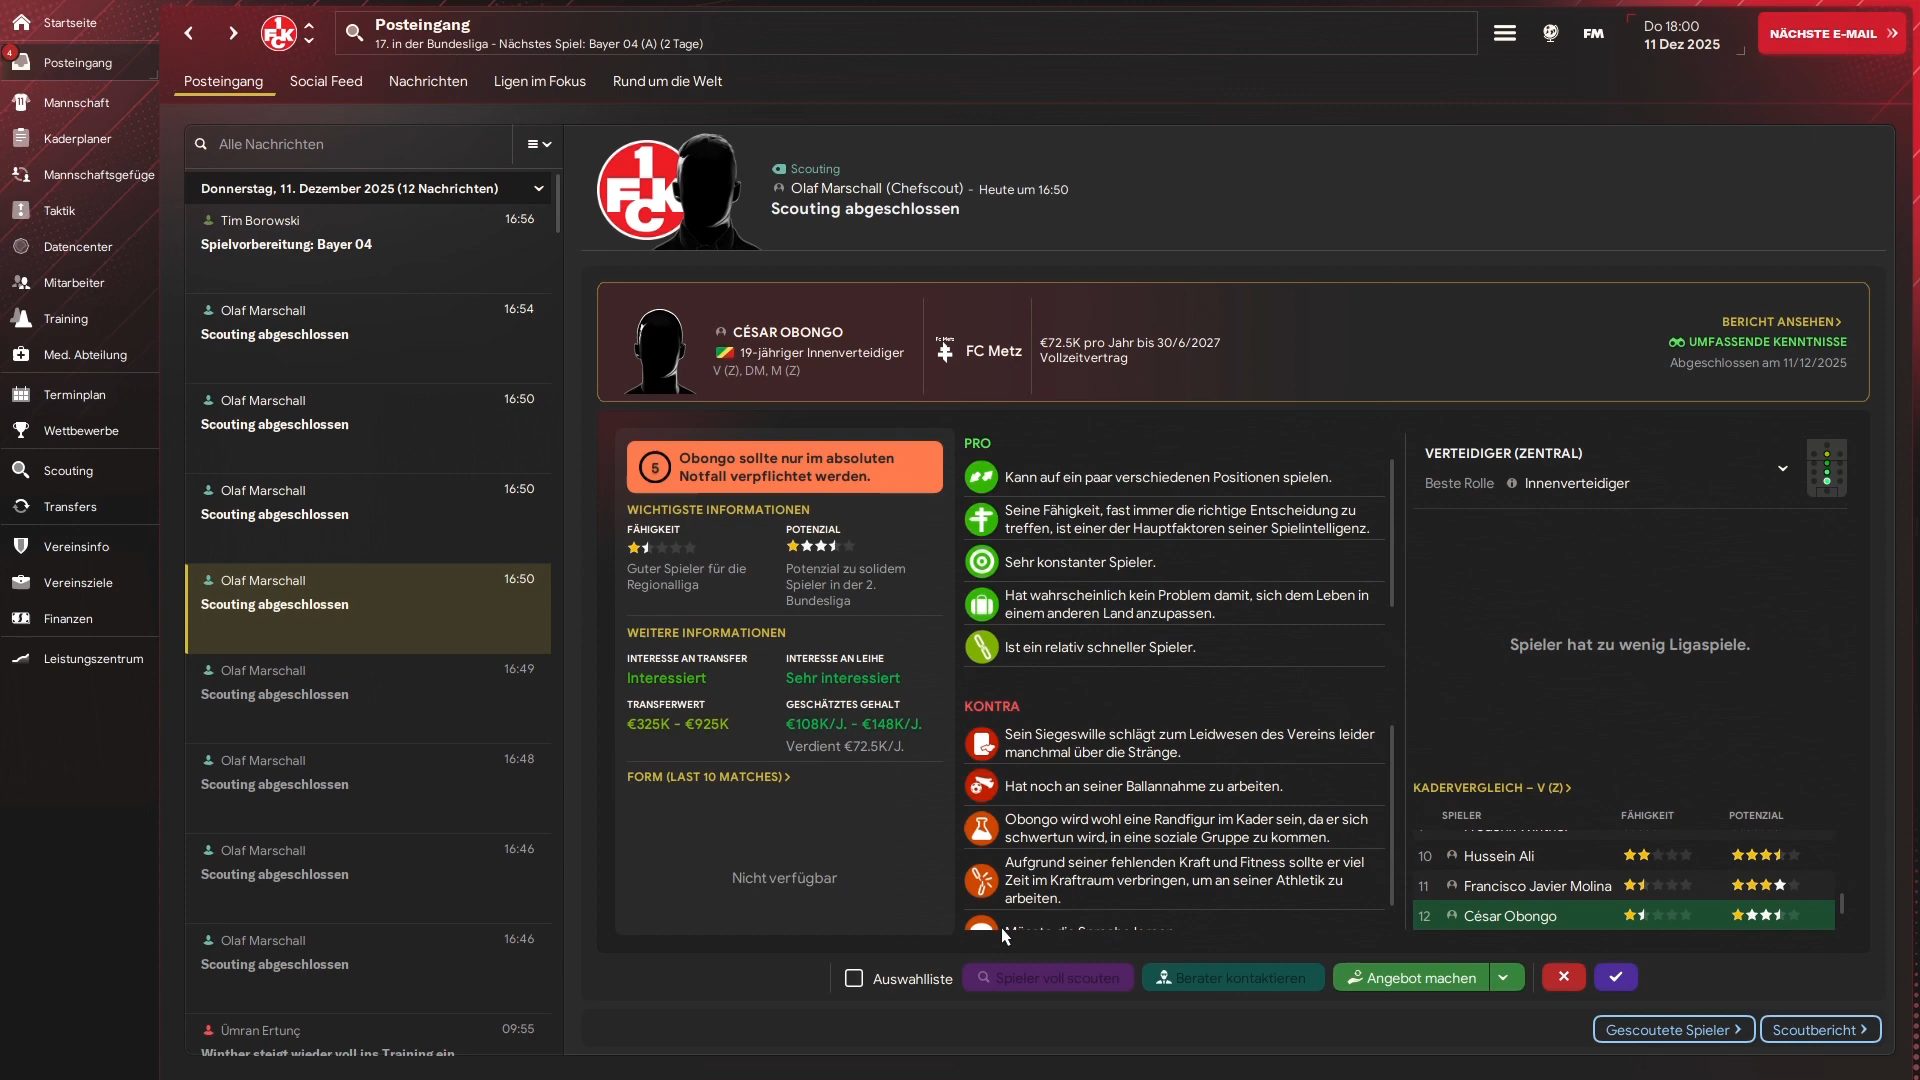 Startseite
4
Posteingang
Mannschaft
Kaderplaner
Mannschaftsgefüge
Taktik
Datencenter
Mitarbeiter
Training
Med. Abteilung
Terminplan
Wettbewerbe
Scouting
Transfers
Vereinsinfo
Vereinsziele
Finanzen
Leistungszentrum
1 FCK
Posteingang
17. in der Bundesliga - Nächstes Spiel: Bayer 04 (A) (2 Tage)
FM
Do 18:00
11 Dez 2025
NÄCHSTE E-MAIL
Posteingang Social Feed Nachrichten Ligen im Fokus Rund um die Welt
Alle Nachrichten
Donnerstag, 11. Dezember 2025 (12 Nachrichten)
Tim Borowski 16:56
Spielvorbereitung: Bayer 04
Olaf Marschall 16:54
Scouting abgeschlossen
Olaf Marschall 16:50
Scouting abgeschlossen
Olaf Marschall 16:50
Scouting abgeschlossen
Olaf Marschall 16:50
Scouting abgeschlossen
Olaf Marschall 16:49
Scouting abgeschlossen
Olaf Marschall 16:48
Scouting abgeschlossen
Olaf Marschall 16:46
Scouting abgeschlossen
Olaf Marschall 16:46
Scouting abgeschlossen
Ümran Ertunç 09:55
Winther steigt wieder voll ins Training ein
1 FCK
Scouting
Olaf Marschall (Chefscout) - Heute um 16:50
Scouting abgeschlossen
CÉSAR OBONGO
19-jähriger Innenverteidiger
V (Z), DM, M (Z)
FC Metz
€72.5K pro Jahr bis 30/6/2027
Vollzeitvertrag
BERICHT ANSEHEN
UMFASSENDE KENNTNISSE
Abgeschlossen am 11/12/2025
5
Obongo sollte nur im absoluten
Notfall verpflichtet werden.
WICHTIGSTE INFORMATIONEN
FÄHIGKEIT POTENZIAL
Guter Spieler für die
Regionalliga
Potenzial zu solidem
Spieler in der 2.
Bundesliga
WEITERE INFORMATIONEN
INTERESSE AN TRANSFER INTERESSE AN LEIHE
Interessiert Sehr interessiert
TRANSFERWERT GESCHÄTZTES GEHALT
€325K - €925K €108K/J. - €148K/J.
Verdient €72.5K/J.
FORM (LAST 10 MATCHES)
Nicht verfügbar
PRO
Kann auf ein paar verschiedenen Positionen spielen.
Seine Fähigkeit, fast immer die richtige Entscheidung zu
treffen, ist einer der Hauptfaktoren seiner Spielintelligenz.
Sehr konstanter Spieler.
Hat wahrscheinlich kein Problem damit, sich dem Leben in
einem anderen Land anzupassen.
Ist ein relativ schneller Spieler.
KONTRA
Sein Siegeswille schlägt zum Leidwesen des Vereins leider
manchmal über die Stränge.
Hat noch an seiner Ballannahme zu arbeiten.
Obongo wird wohl eine Randfigur im Kader sein, da er sich
schwertun wird, in eine soziale Gruppe zu kommen.
Aufgrund seiner fehlenden Kraft und Fitness sollte er viel
Zeit im Kraftraum verbringen, um an seiner Athletik zu
arbeiten.
VERTEIDIGER (ZENTRAL)
Beste Rolle Innenverteidiger
Spieler hat zu wenig Ligaspiele.
KADERVERGLEICH – V (Z)
SPIELER FÄHIGKEIT POTENZIAL
10 Hussein Ali
11 Francisco Javier Molina
12 César Obongo
Auswahlliste
Spieler voll scouten
Berater kontaktieren
Angebot machen
Gescoutete Spieler
Scoutbericht